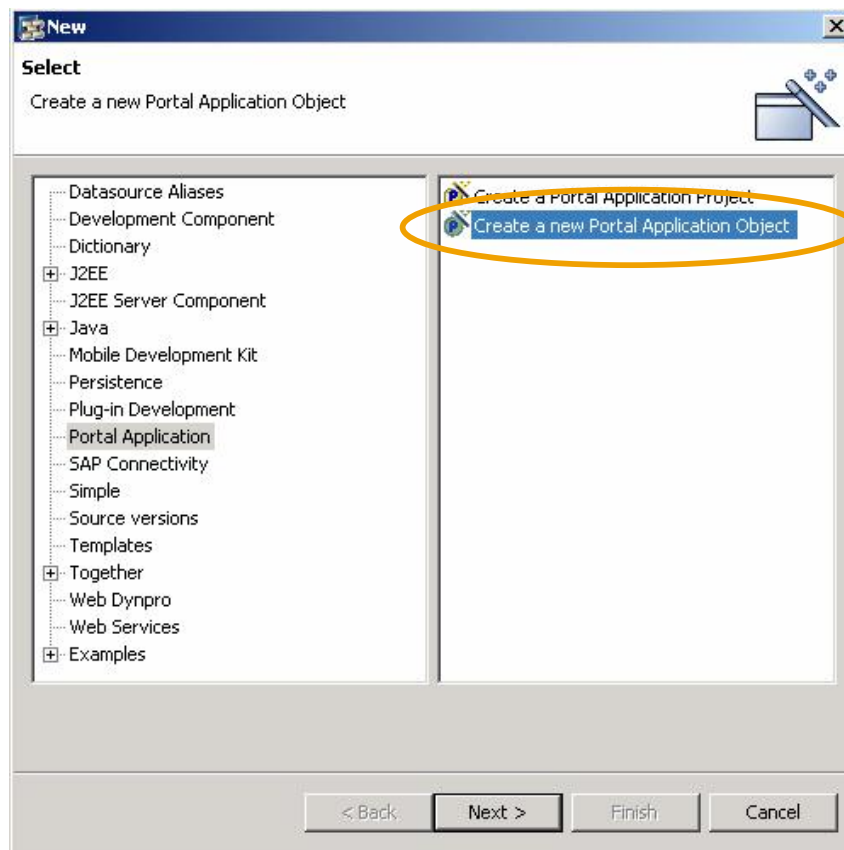 New
Select
Create a new Portal Application Object
Datasource Aliases
Development Component
Dictionary
J2EE
J2EE Server Component
Java
Mobile Development Kit
Persistence
Plug-in Development
Portal Application
SAP Connectivity
Simple
Source versions
Templates
Together
Web Dynpro
Web Services
Examples
Create a Portal Application Project
Create a new Portal Application Object
< Back Next > Finish Cancel